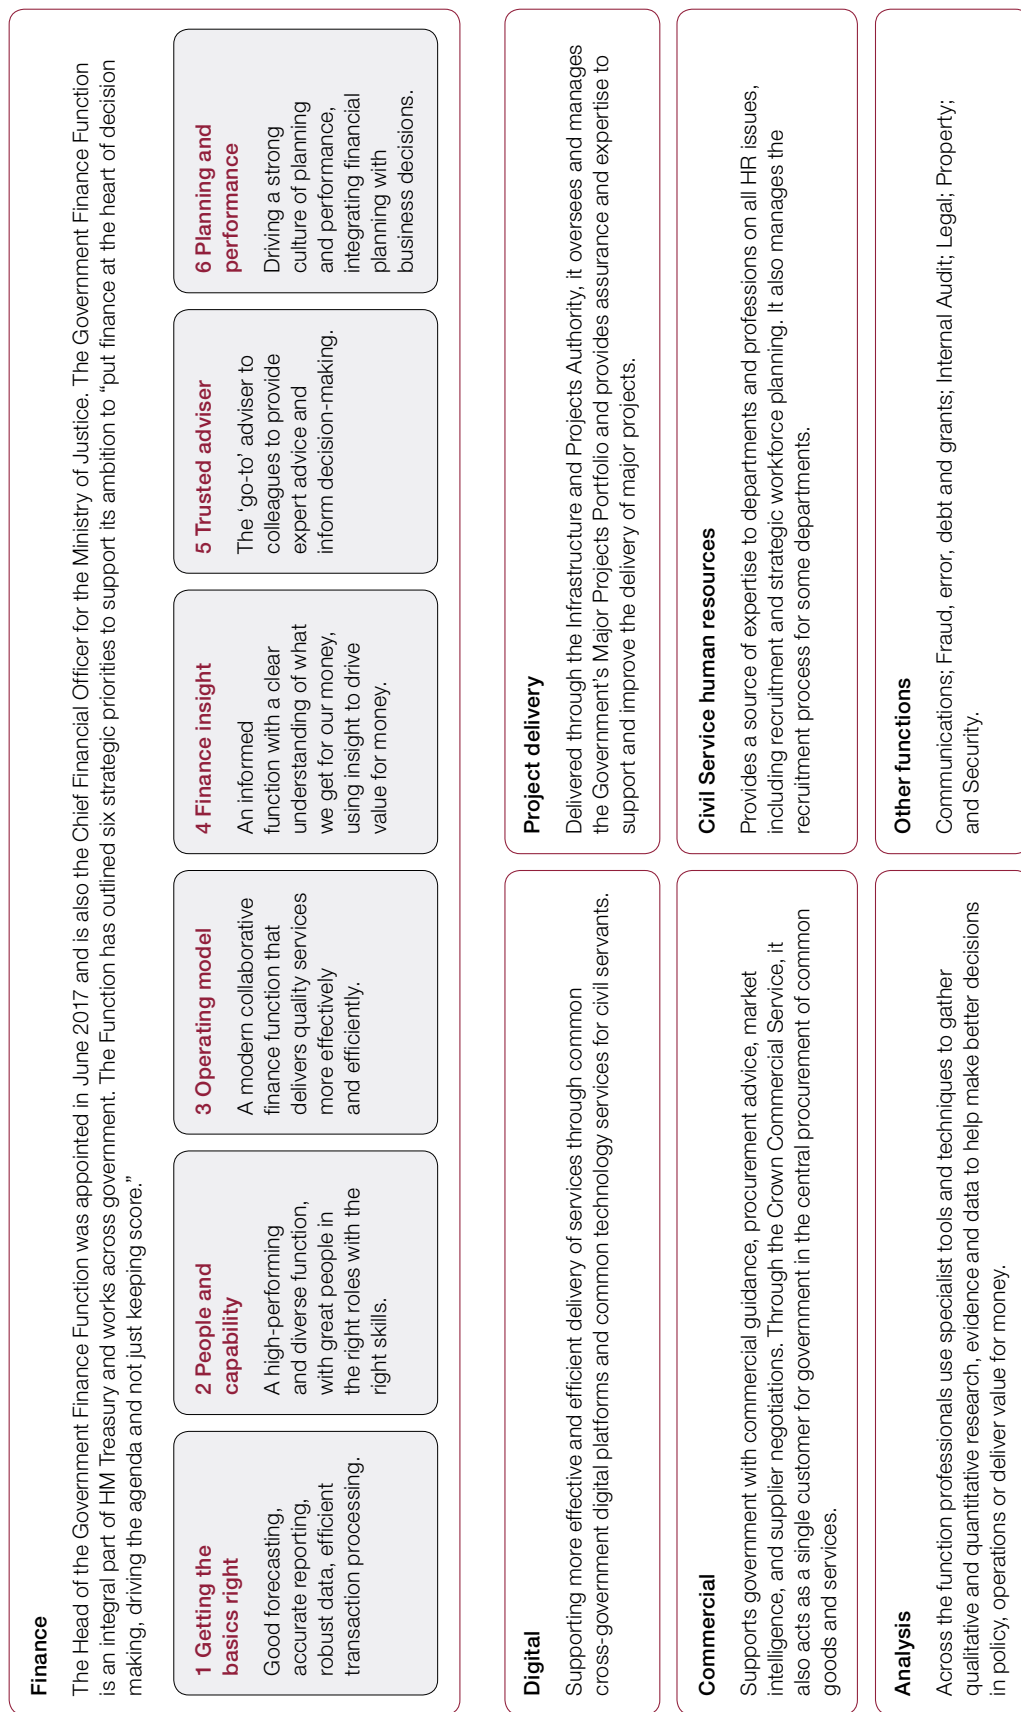 Finance
The Head of the Government Finance Function was appointed in June 2017 and is also the Chief Financial Officer for the Ministry of Justice. The Government Finance Function
is an integral part of HM Treasury and works across government. The Function has outlined six strategic priorities to support its ambition to “put finance at the heart of decision
making, driving the agenda and not just keeping score.”
1 Getting the
basics right
Good forecasting,
accurate reporting,
robust data, efficient
transaction processing.
2 People and
capability
A high-performing
and diverse function,
with great people in
the right roles with the
right skills.
3 Operating model
A modern collaborative
finance function that
delivers quality services
more effectively
and efficiently.
4 Finance insight
An informed
function with a clear
understanding of what
we get for our money,
using insight to drive
value for money.
5 Trusted adviser
The ‘go-to’ adviser to
colleagues to provide
expert advice and
inform decision-making.
6 Planning and
performance
Driving a strong
culture of planning
and performance,
integrating financial
planning with
business decisions.
Digital
Supporting more effective and efficient delivery of services through common
cross-government digital platforms and common technology services for civil servants.
Project delivery
Delivered through the Infrastructure and Projects Authority, it oversees and manages
the Government’s Major Projects Portfolio and provides assurance and expertise to
support and improve the delivery of major projects.
Commercial
Supports government with commercial guidance, procurement advice, market
intelligence, and supplier negotiations. Through the Crown Commercial Service, it
also acts as a single customer for government in the central procurement of common
goods and services.
Civil Service human resources
Provides a source of expertise to departments and professions on all HR issues,
including recruitment and strategic workforce planning. It also manages the
recruitment process for some departments.
Analysis
Across the function professionals use specialist tools and techniques to gather
qualitative and quantitative research, evidence and data to help make better decisions
in policy, operations or deliver value for money.
Other functions
Communications; Fraud, error, debt and grants; Internal Audit; Legal; Property;
and Security.